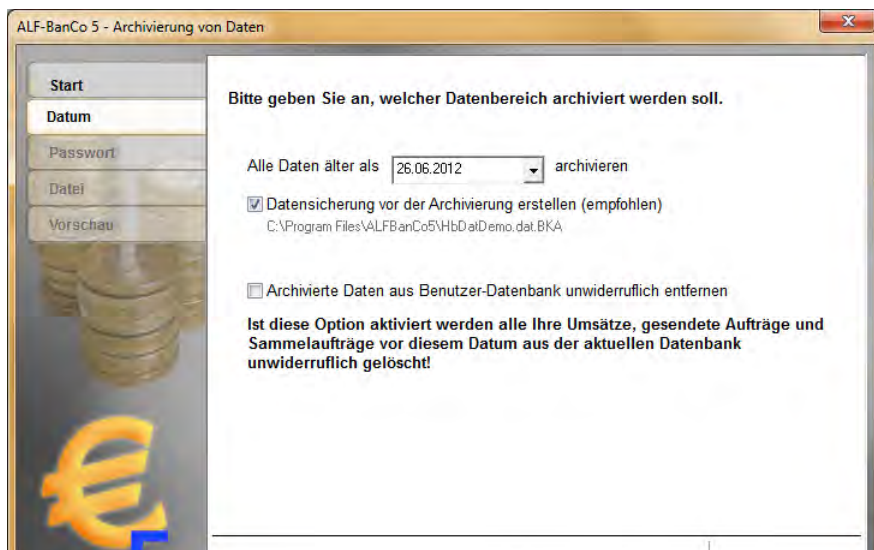 ALF-BanCo 5 - Archivierung von Daten
Start
Datum
Passwort
Datei
Vorschau
Bitte geben Sie an, welcher Datenbereich archiviert werden soll.
Alle Daten älter als 26.06.2012 archivieren
Datensicherung vor der Archivierung erstellen (empfohlen)
C:\Program Files\ALFBanCo5\HbDatDemo.dat.BKA
Archivierte Daten aus Benutzer-Datenbank unwiderruflich entfernen
Ist diese Option aktiviert werden alle Ihre Umsätze, gesendete Aufträge und
Sammelaufträge vor diesem Datum aus der aktuellen Datenbank
unwiderruflich gelöscht!
€